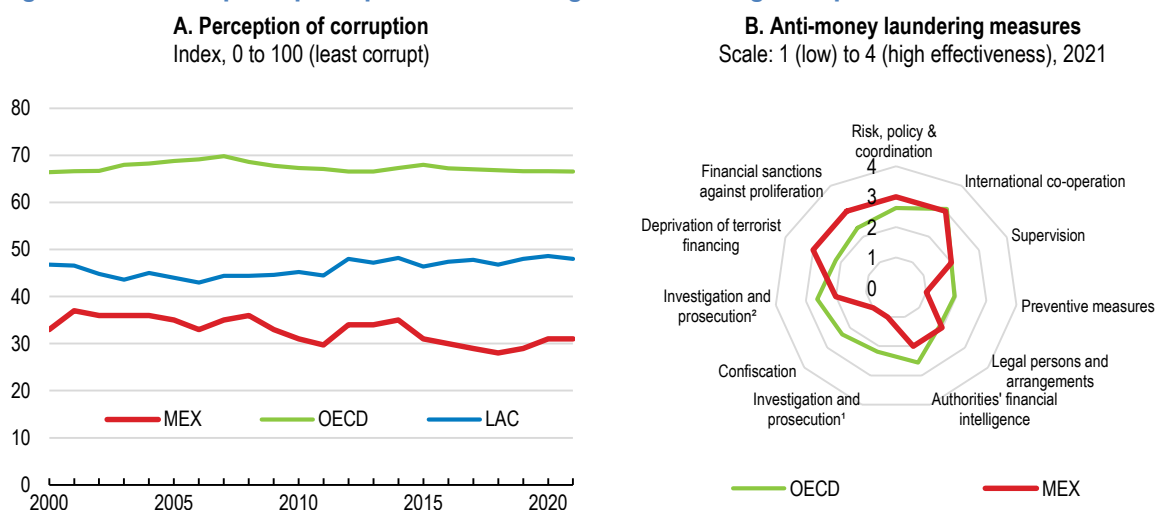 A. Perception of corruption
Index, 0 to 100 (least corrupt)
80
70
60
50
40
30
20
10
0
2000
2005
2010
2015
2020
MEX
OECD
LAC
B. Anti-money laundering measures
Scale: 1 (low) to 4 (high effectiveness), 2021
Risk, policy &
coordination
International co-operation
Supervision
Preventive measures
Legal persons and
arrangements
Authorities' financial
intelligence
Investigation and
prosecution¹
Confiscation
Investigation and
prosecution²
Deprivation of terrorist
financing
Financial sanctions
against proliferation
4
3
2
1
0
OECD
MEX